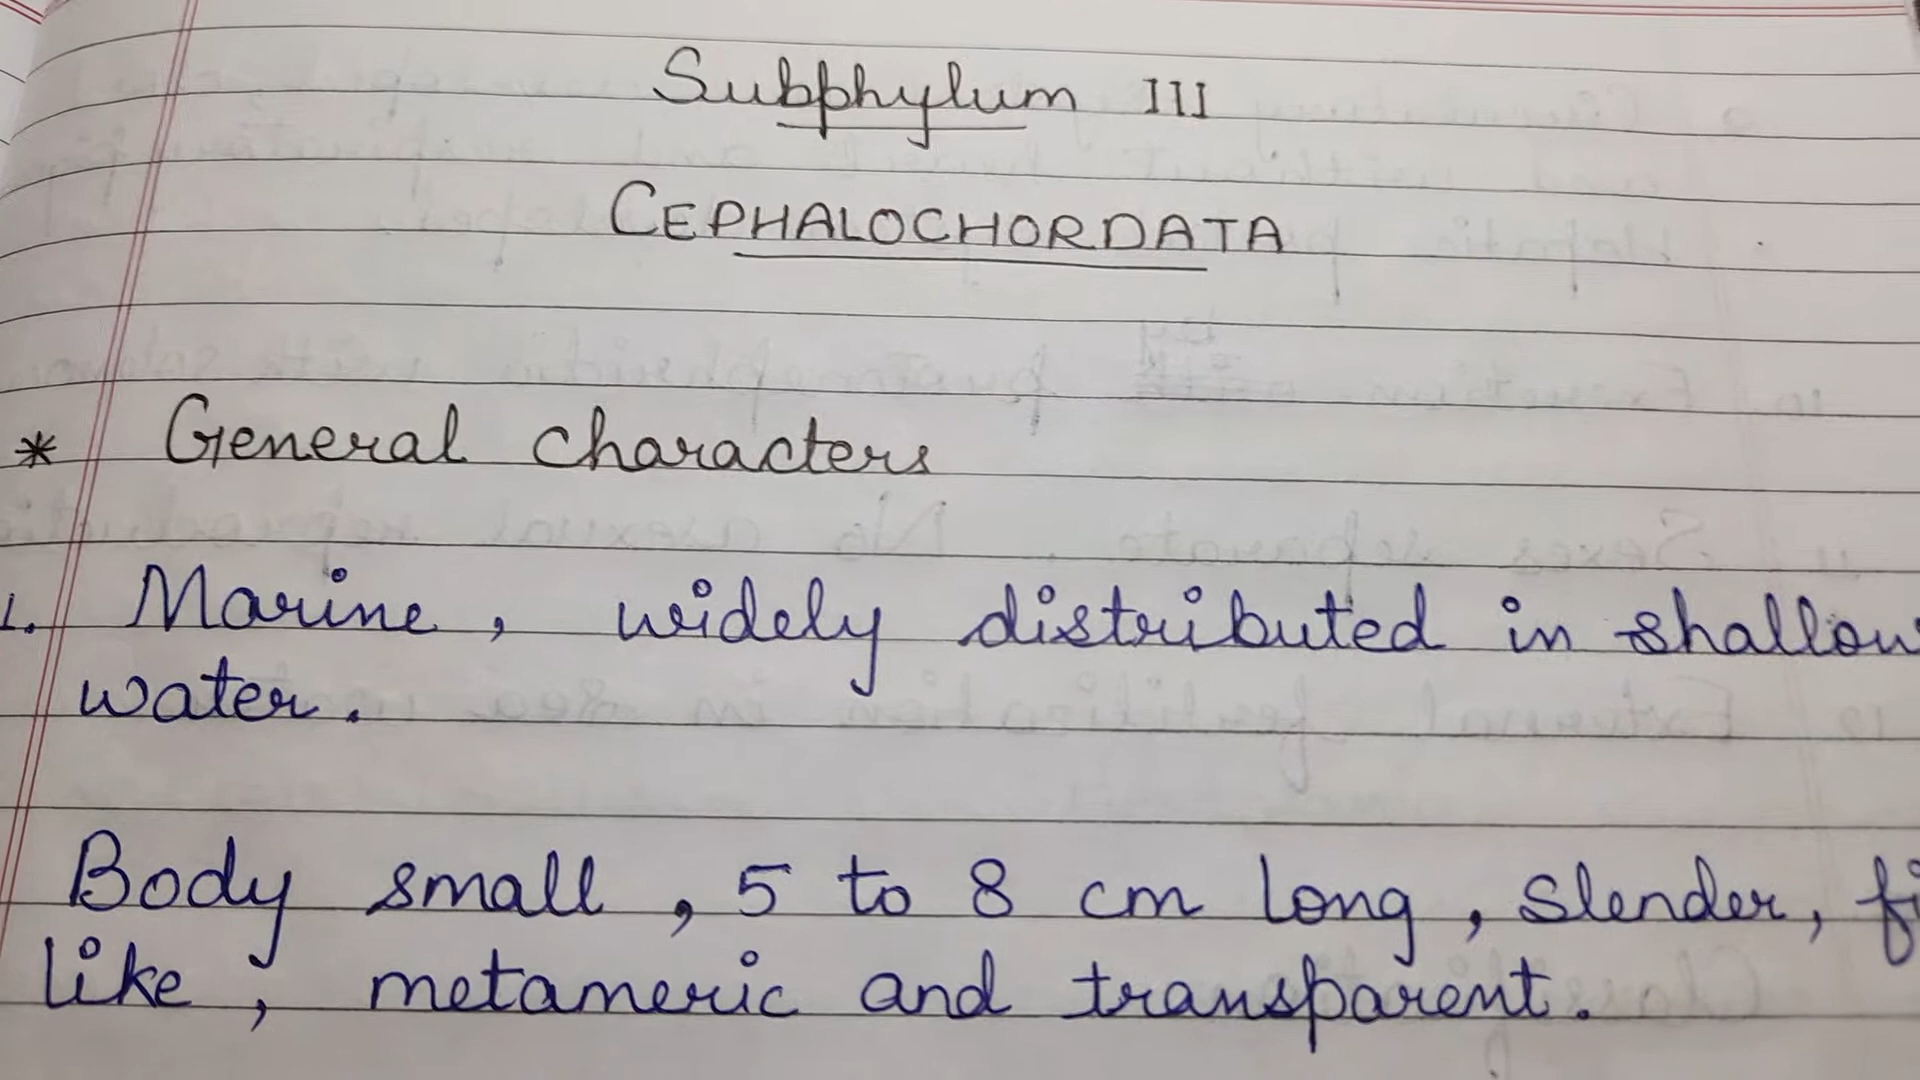 Subphylum III
CEPHALOCHORDATA
* General characters
1. Marine, widely distributed in shallow
water.
Body small, 5 to 8 cm long, slender, fi
like, metameric and transparent.